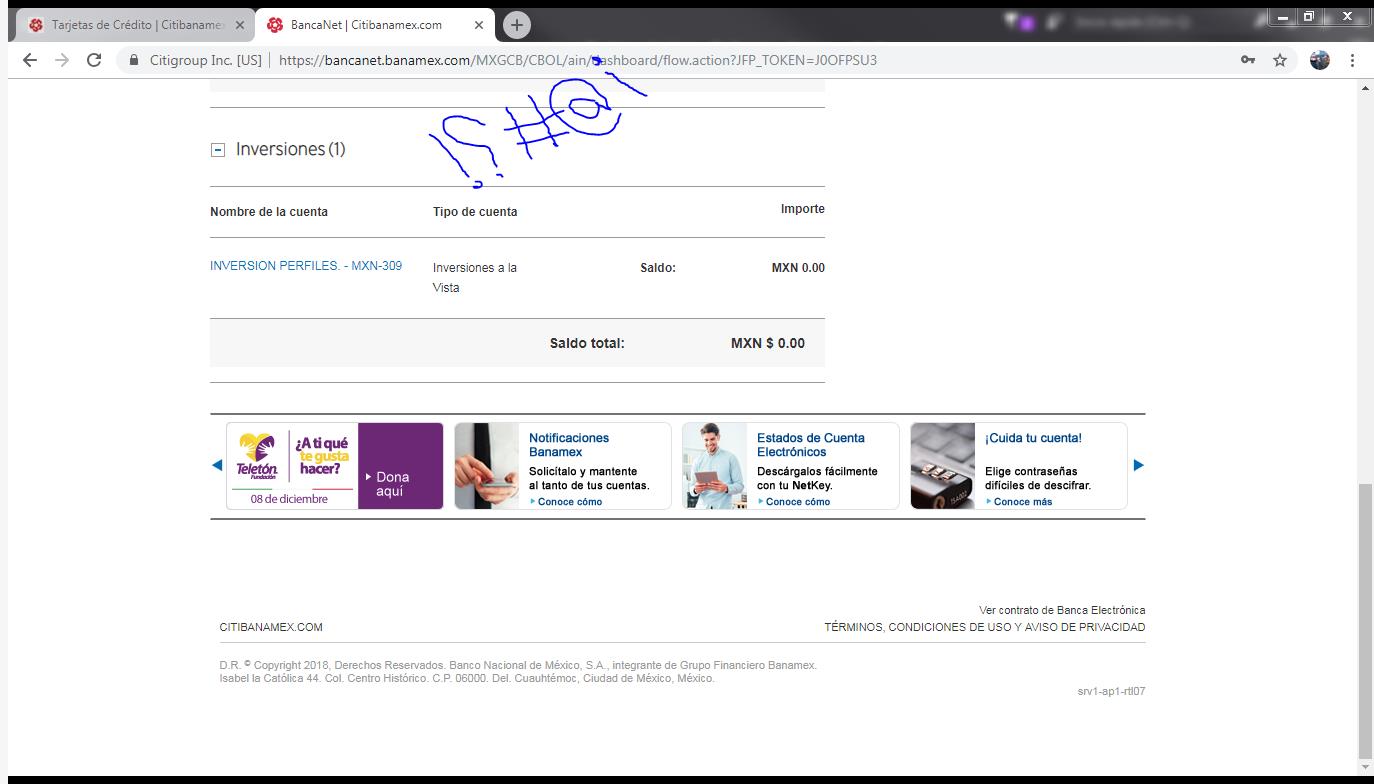 Tarjetas de Crédito | Citibaname
BancaNet | Citibanamex.com
Citigroup Inc. [US] | https://bancanet.banamex.com/MXGCB/CBOL/ain/dashboard/flow.action?JFP_TOKEN=J0OFPSU3
!?#@!
Inversiones (1)
Nombre de la cuenta Tipo de cuenta Importe
INVERSION PERFILES. - MXN-309 Inversiones a la Vista Saldo: MXN 0.00
Saldo total: MXN $ 0.00
Teletón
Fundación
¿A ti qué
te gusta
hacer?
08 de diciembre
Dona
aquí
Notificaciones
Banamex
Solicítalo y mantente
al tanto de tus cuentas.
Conoce cómo
Estados de Cuenta
Electrónicos
Descárgalos fácilmente
con tu NetKey.
Conoce cómo
¡Cuida tu cuenta!
Elige contraseñas
difíciles de descifrar.
Conoce más
Ver contrato de Banca Electrónica
CITIBANAMEX.COM TÉRMINOS, CONDICIONES DE USO Y AVISO DE PRIVACIDAD
D.R. © Copyright 2018, Derechos Reservados. Banco Nacional de México, S.A., integrante de Grupo Financiero Banamex.
Isabel la Católica 44. Col. Centro Histórico. C.P. 06000. Del. Cuauhtémoc, Ciudad de México, México.
srv1-ap1-rtl07